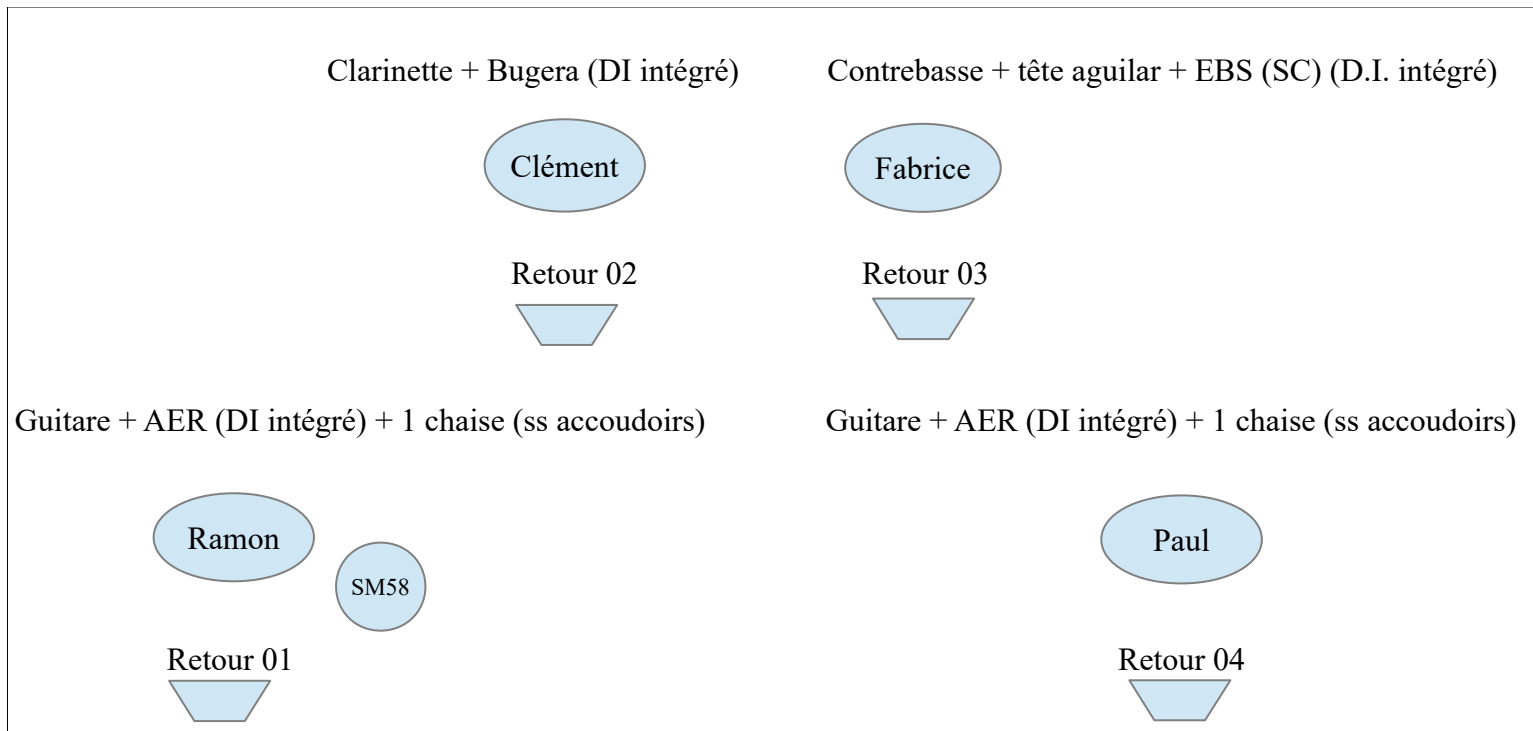 Clarinette + Bugera (DI intégré)
Contrebasse + tête aguilar + EBS (SC) (D.I. intégré)
Clément
Fabrice
Retour 02
Retour 03
Guitare + AER (DI intégré) + 1 chaise (ss accoudoirs)
Guitare + AER (DI intégré) + 1 chaise (ss accoudoirs)
Ramon
Paul
SM58
Retour 01
Retour 04